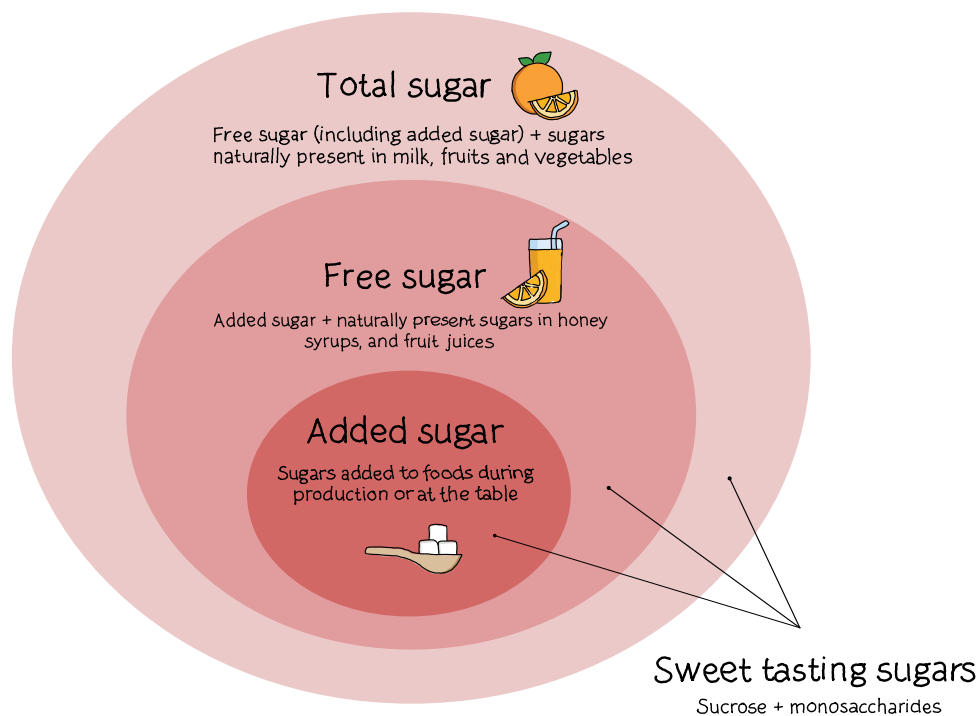 Total sugar
Free sugar (including added sugar) + sugars
naturally present in milk, fruits and vegetables
Free sugar
Added sugar + naturally present sugars in honey
syrups, and fruit juices
Added sugar
Sugars added to foods during
production or at the table
Sweet tasting sugars
Sucrose + monosaccharides